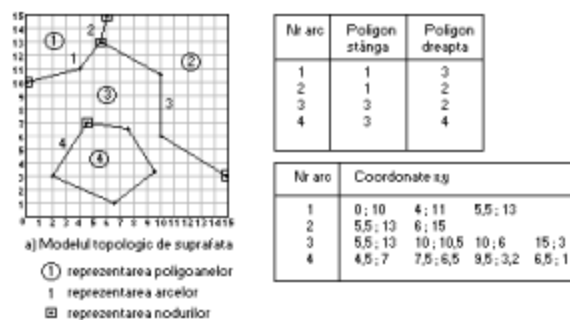 15
14
13
12
11
10
9
8
7
6
5
4
3
2
1
0 1 2 3 4 5 6 7 8 9 10 11 12 13 14 15
1
2
2
1
3
3
4
4
a) Modelul topologic de suprafata
1 reprezentarea poligoanelor
1 reprezentarea arcelor
reprezentarea nodurilor
Nr arc Poligon stânga Poligon dreapta
1 1 3
2 1 2
3 3 2
4 3 4
Nr arc Coordonate x,y
1 0 ; 10 4 ; 11 5,5 ; 13
2 5,5 ; 13 6 ; 15
3 5,5 ; 13 10 ; 10,5 10 ; 6 15 ; 3
4 4,5 ; 7 7,5 ; 6,5 9,5 ; 3,2 6,5 ; 1